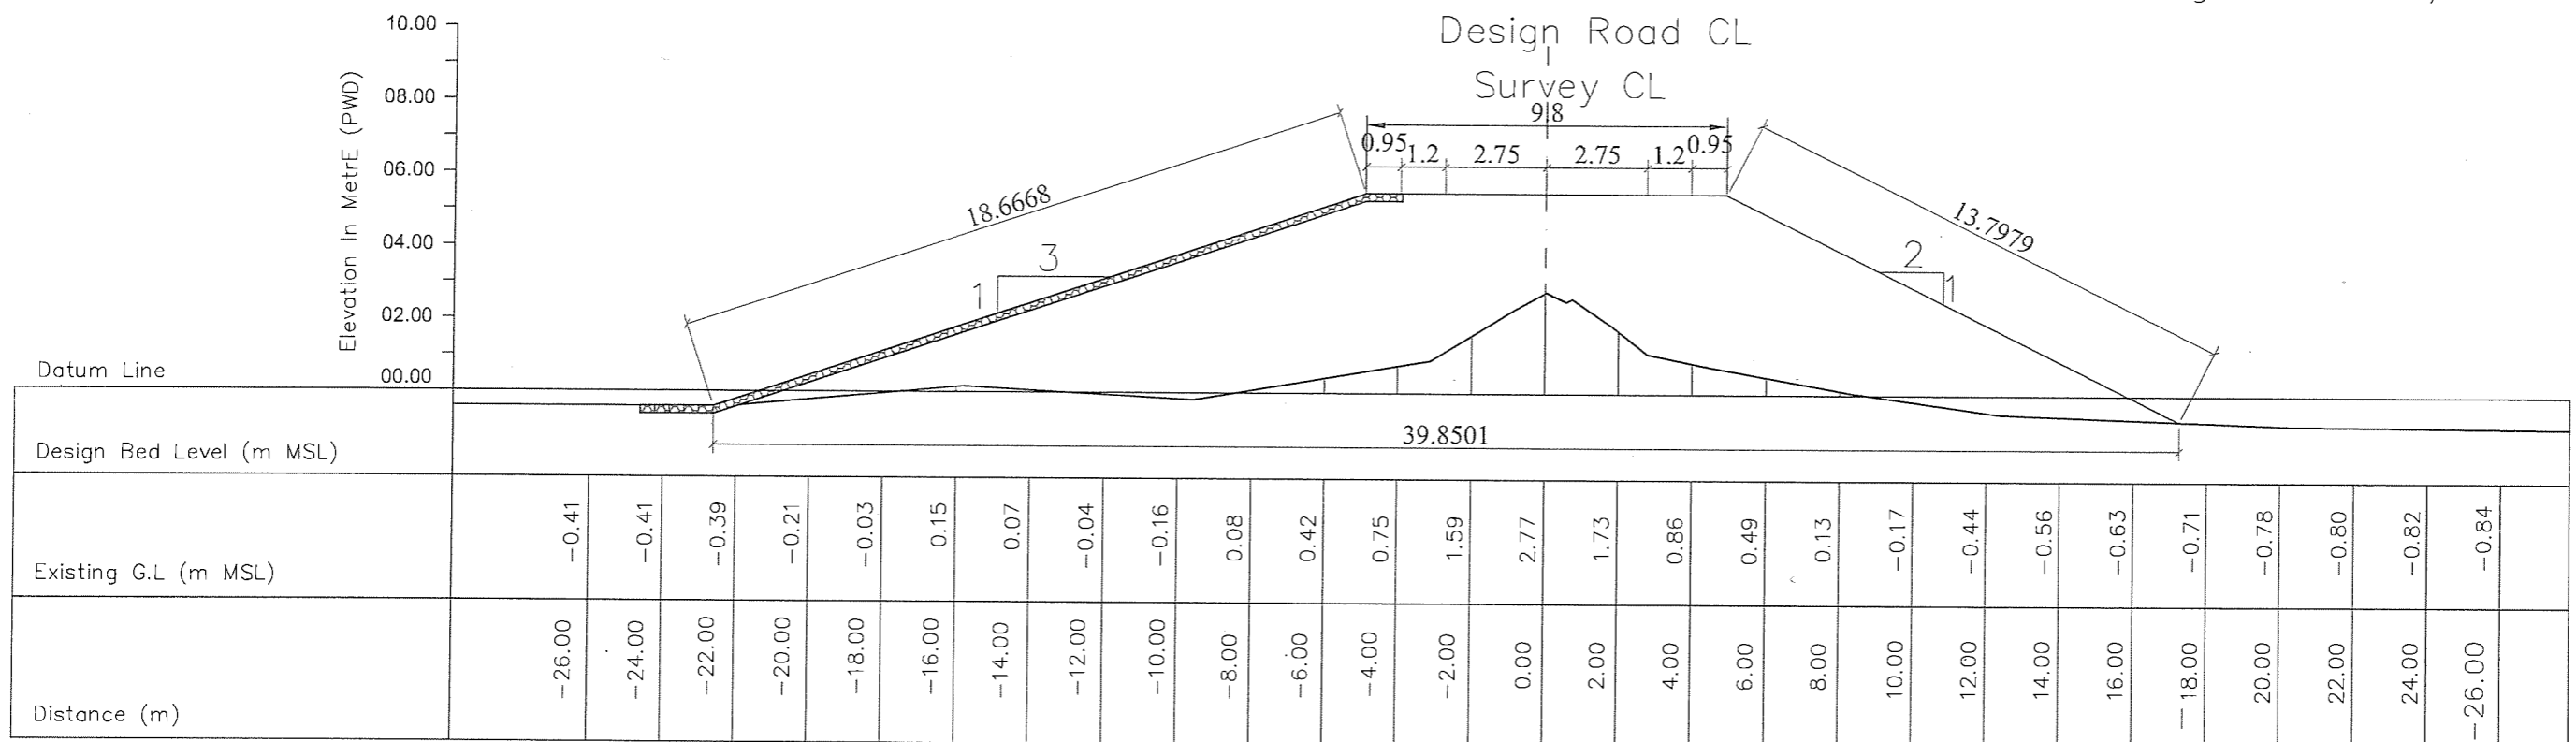 10.00
08.00
06.00
04.00
02.00
00.00
Elevation In MetrE (PWD)
Design Road CL
Survey CL
9.8
0.95
1.2
2.75
2.75
1.2
0.95
18.6668
13.7979
3
1
2
1
39.8501
Datum Line
Design Bed Level (m MSL)
Existing G.L (m MSL)
-0.41 -0.41 -0.39 -0.21 -0.03 0.15 0.07 -0.04 -0.16 0.08 0.42 0.75 1.59 2.77 1.73 0.86 0.49 0.13 -0.17 -0.44 -0.56 -0.63 -0.71 -0.78 -0.80 -0.82 -0.84
Distance (m)
-26.00 -24.00 -22.00 -20.00 -18.00 -16.00 -14.00 -12.00 -10.00 -8.00 -6.00 -4.00 -2.00 0.00 2.00 4.00 6.00 8.00 10.00 12.00 14.00 16.00 18.00 20.00 22.00 24.00 -26.00